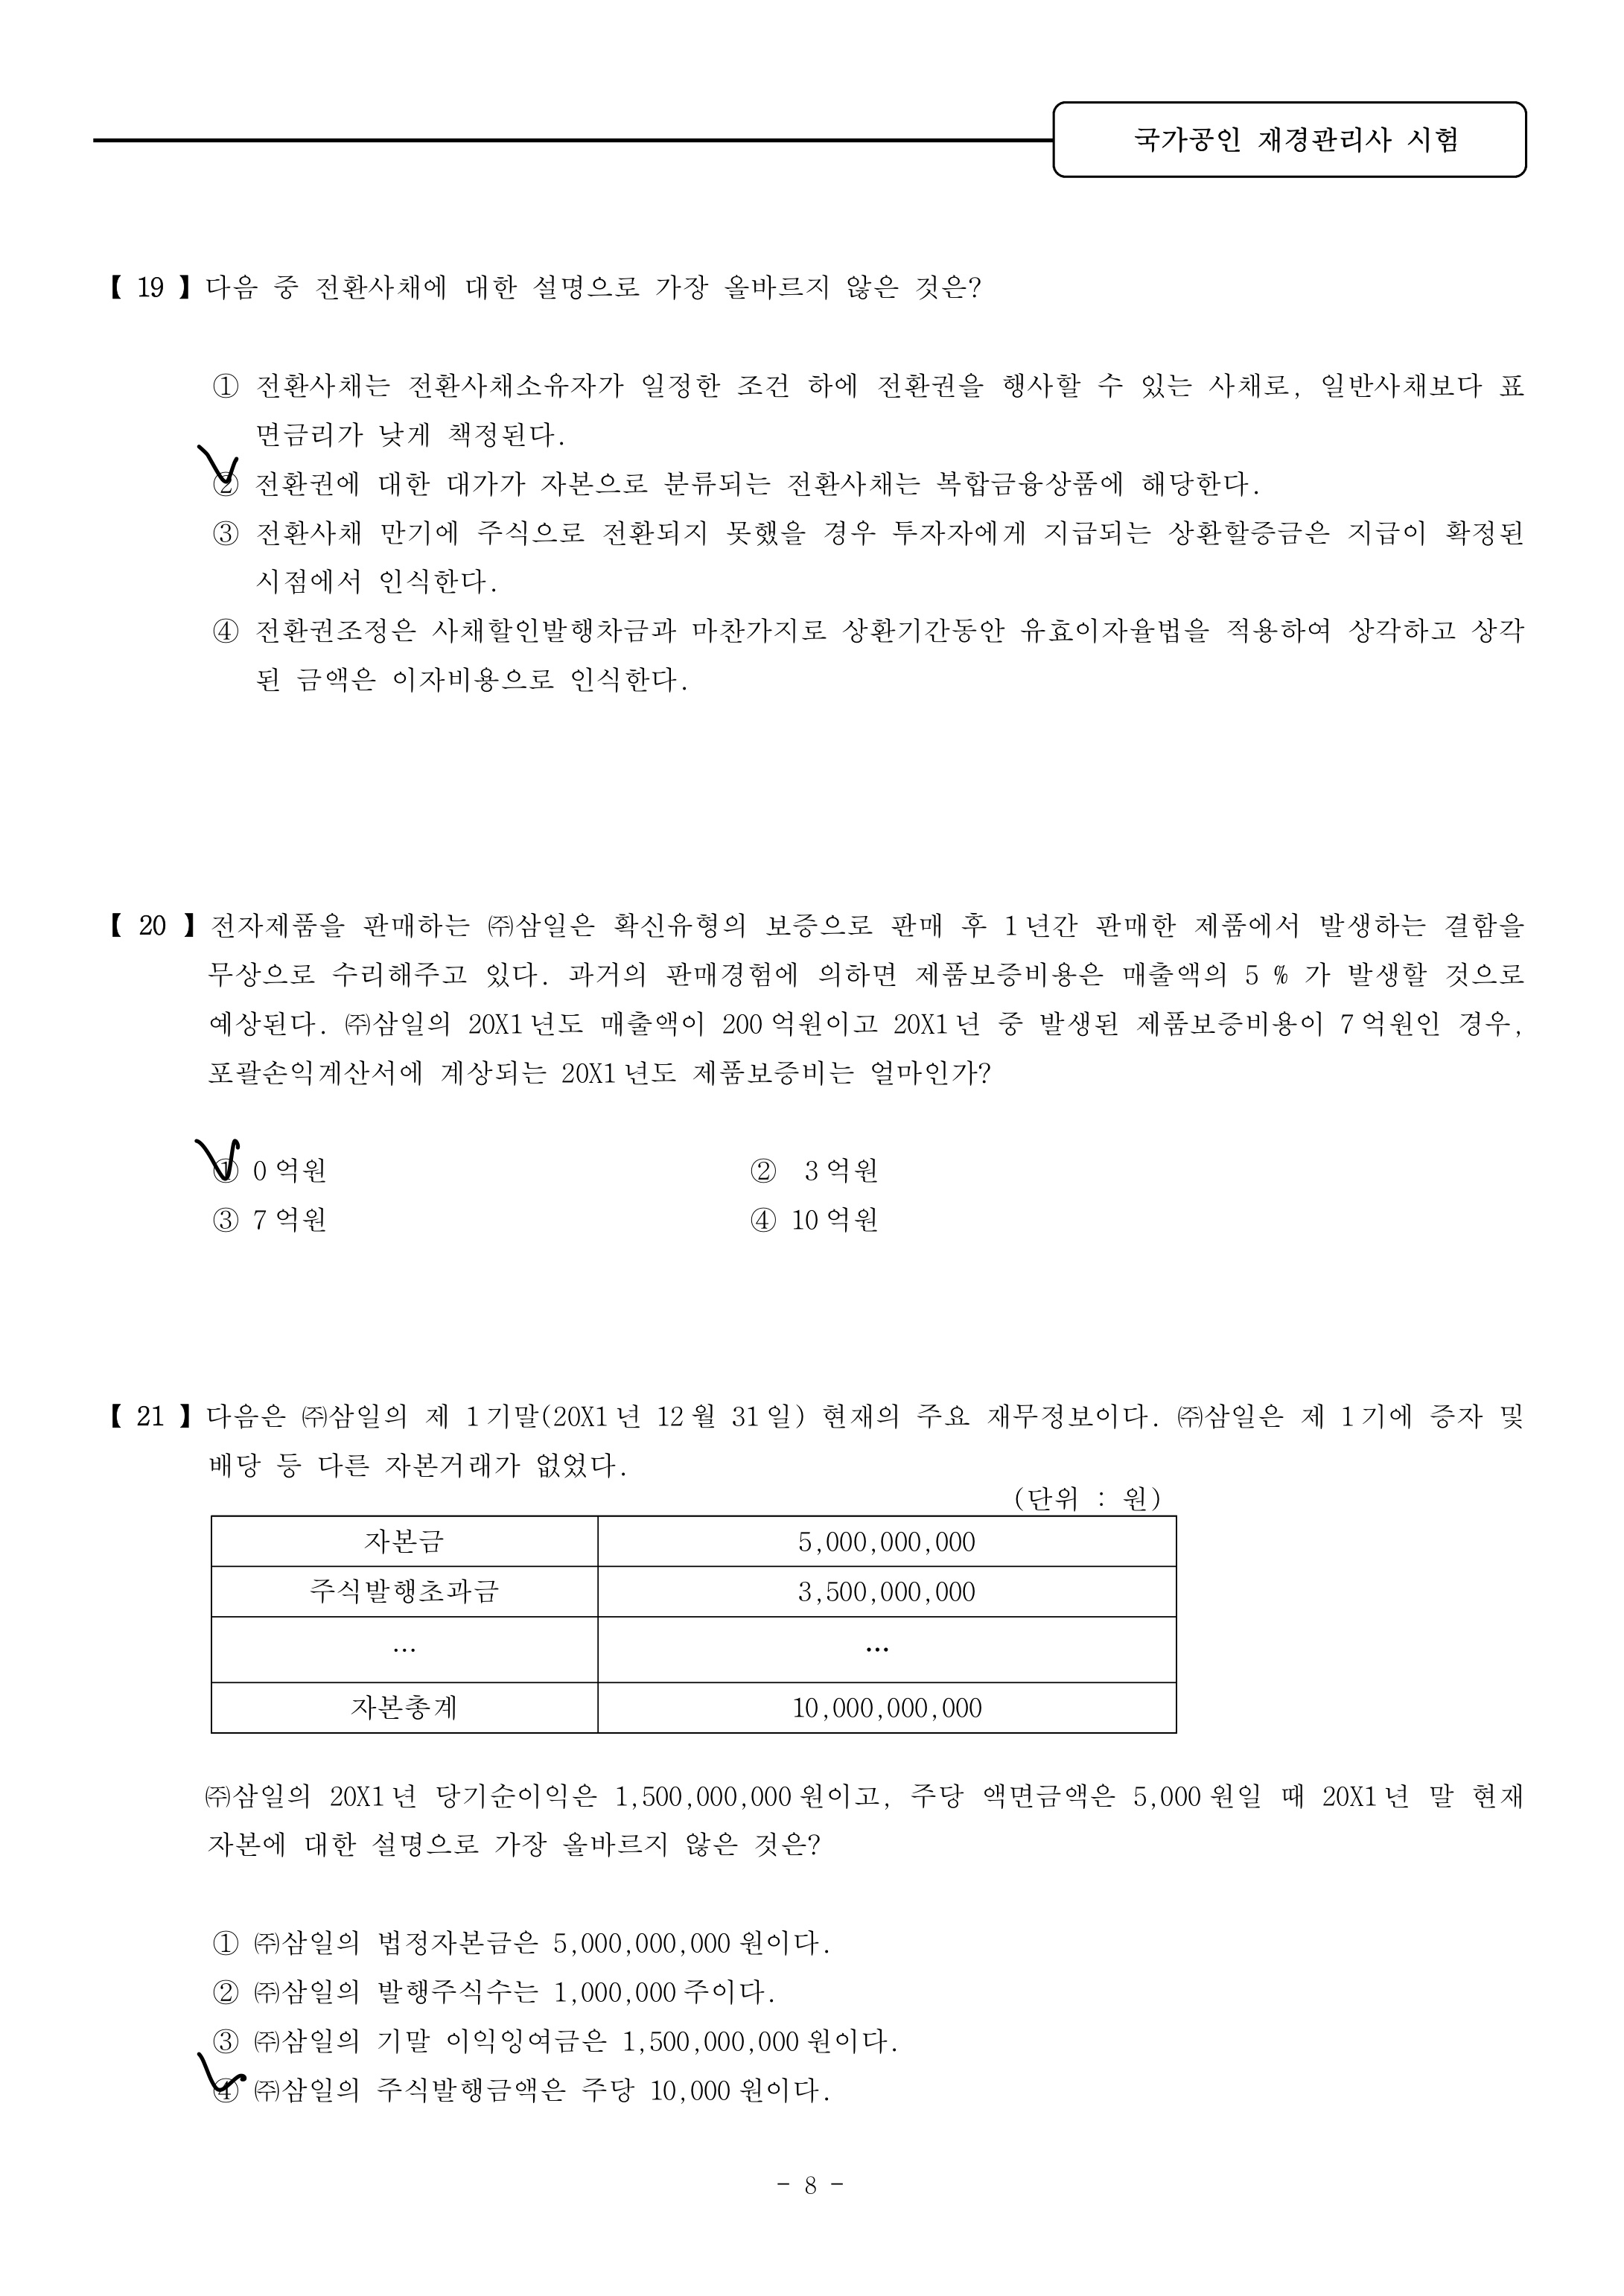 국가공인 재경관리사 시험
【 19 】 다음 중 전환사채에 대한 설명으로 가장 올바르지 않은 것은?
① 전환사채는 전환사채소유자가 일정한 조건 하에 전환권을 행사할 수 있는 사채로, 일반사채보다 표
면금리가 낮게 책정된다.
② 전환권에 대한 대가가 자본으로 분류되는 전환사채는 복합금융상품에 해당한다.
③ 전환사채 만기에 주식으로 전환되지 못했을 경우 투자자에게 지급되는 상환할증금은 지급이 확정된
시점에서 인식한다.
④ 전환권조정은 사채할인발행차금과 마찬가지로 상환기간동안 유효이자율법을 적용하여 상각하고 상각
된 금액은 이자비용으로 인식한다.
【 20 】 전자제품을 판매하는 ㈜삼일은 확신유형의 보증으로 판매 후 1년간 판매한 제품에서 발생하는 결함을
무상으로 수리해주고 있다. 과거의 판매경험에 의하면 제품보증비용은 매출액의 5 % 가 발생할 것으로
예상된다. ㈜삼일의 20X1년도 매출액이 200억원이고 20X1년 중 발생된 제품보증비용이 7억원인 경우,
포괄손익계산서에 계상되는 20X1년도 제품보증비는 얼마인가?
① 0억원 ② 3억원
③ 7억원 ④ 10억원
【 21 】 다음은 ㈜삼일의 제 1기말(20X1년 12월 31일) 현재의 주요 재무정보이다. ㈜삼일은 제 1기에 증자 및
배당 등 다른 자본거래가 없었다.
(단위 : 원)
자본금 5,000,000,000
주식발행초과금 3,500,000,000
… …
자본총계 10,000,000,000
㈜삼일의 20X1년 당기순이익은 1,500,000,000원이고, 주당 액면금액은 5,000원일 때 20X1년 말 현재
자본에 대한 설명으로 가장 올바르지 않은 것은?
① ㈜삼일의 법정자본금은 5,000,000,000원이다.
② ㈜삼일의 발행주식수는 1,000,000주이다.
③ ㈜삼일의 기말 이익잉여금은 1,500,000,000원이다.
④ ㈜삼일의 주식발행금액은 주당 10,000원이다.
- 8 -